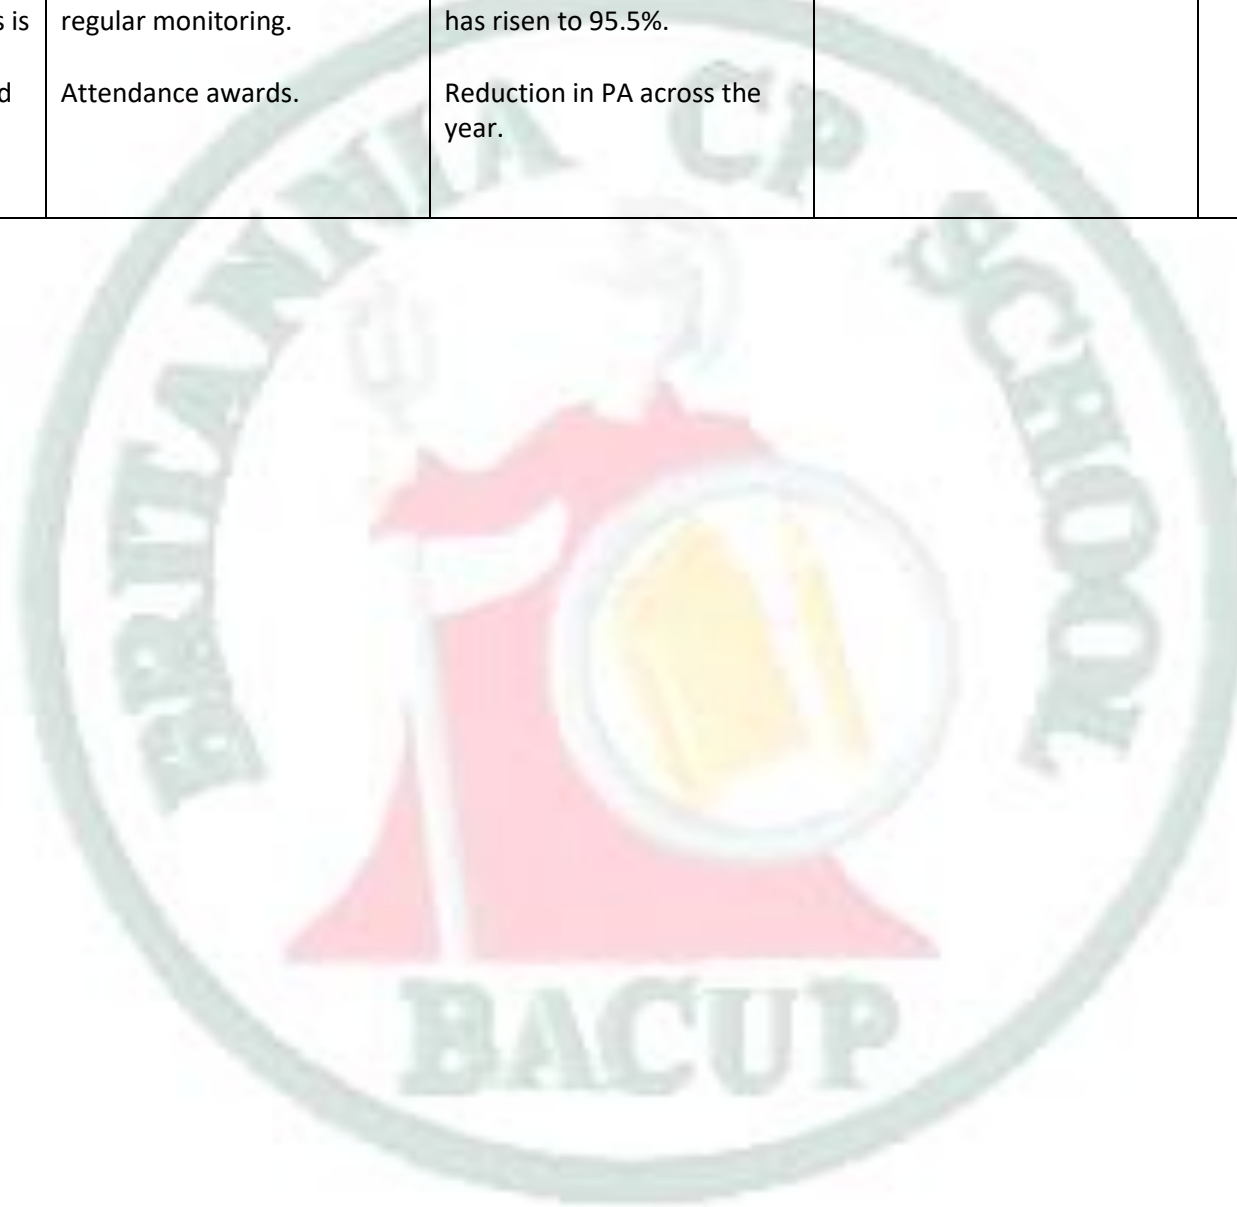 s is
d
regular monitoring.
Attendance awards.
has risen to 95.5%.
Reduction in PA across the
year.
BRITANNIA CP SCHOOL
BACUP